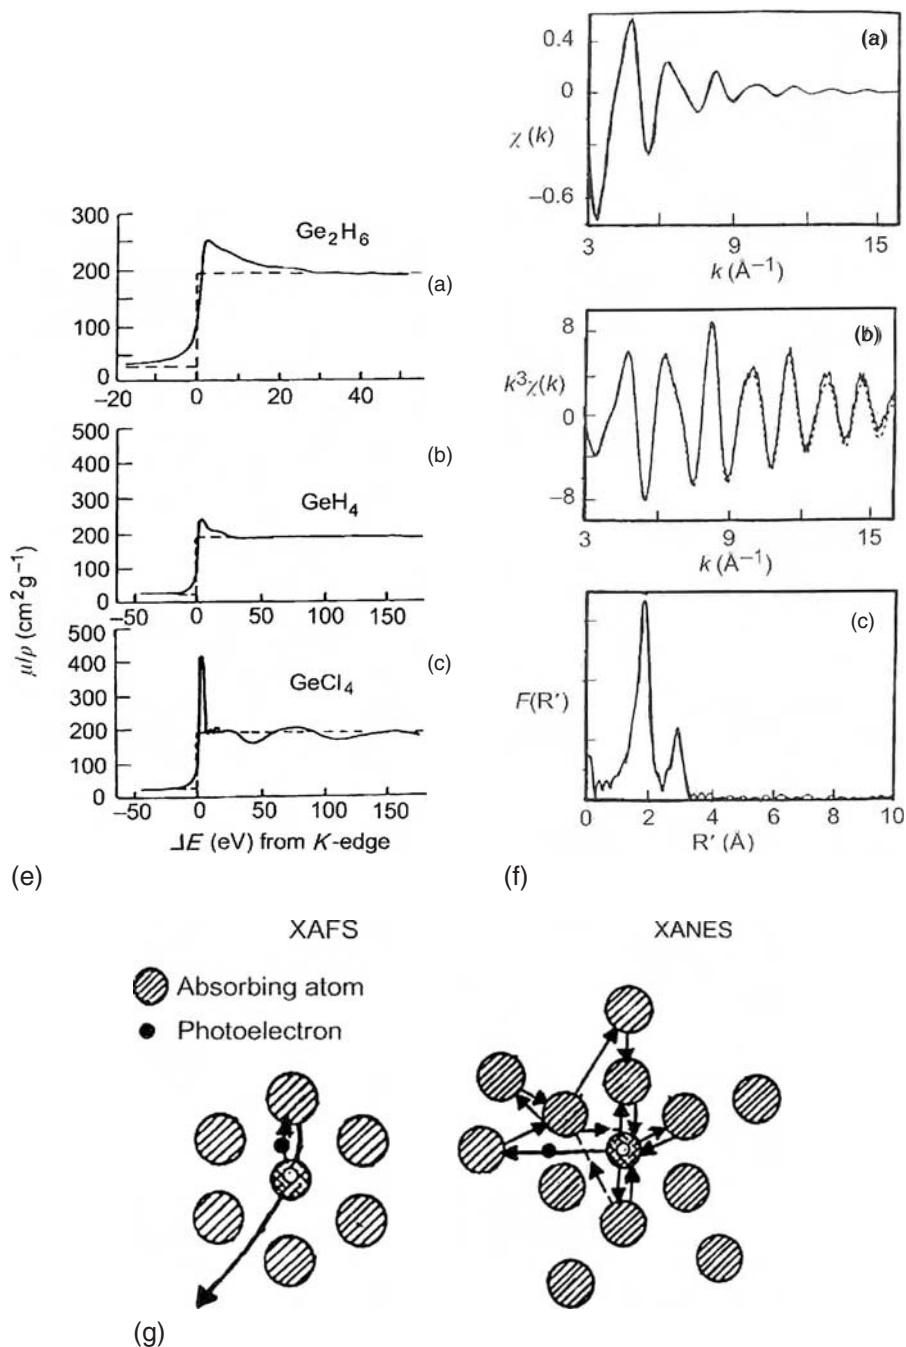 300
200
100
0
Ge2H6
(a)
−20 0 20 40
500
400
300
200
100
0
GeH4
(b)
−50 0 50 100 150
500
400
300
200
100
0
GeCl4
(c)
−50 0 50 100 150
μ/ρ (cm²g⁻¹)
ΔE (eV) from K-edge
(e)
0.4
0
−0.6
χ(k)
(a)
3 9 15
k (Å⁻¹)
8
0
−8
k³χ(k)
(b)
3 9 15
k (Å⁻¹)
F(R′)
(c)
0 2 4 6 8 10
R′ (Å)
(f)
XAFS
XANES
Absorbing atom
Photoelectron
(g)